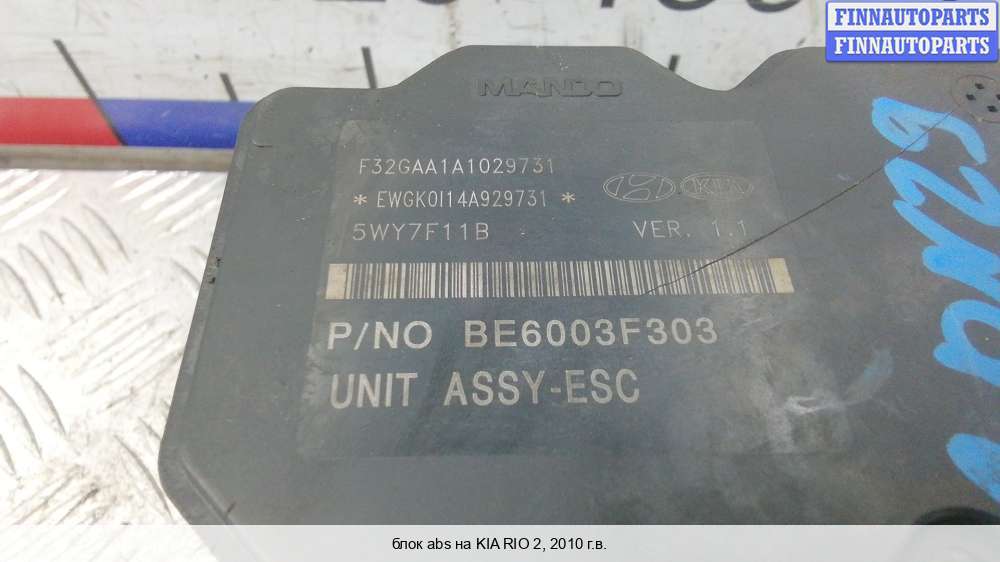 FINNAUTOPARTS
FINNAUTOPARTS
MANDO
F32GAA1A1029731
* EWGK0I14A929731 *
KIA
5WY7F11B VER. 1.1
P/NO BE6003F303
UNIT ASSY-ESC
блок abs на KIA RIO 2, 2010 г.в.